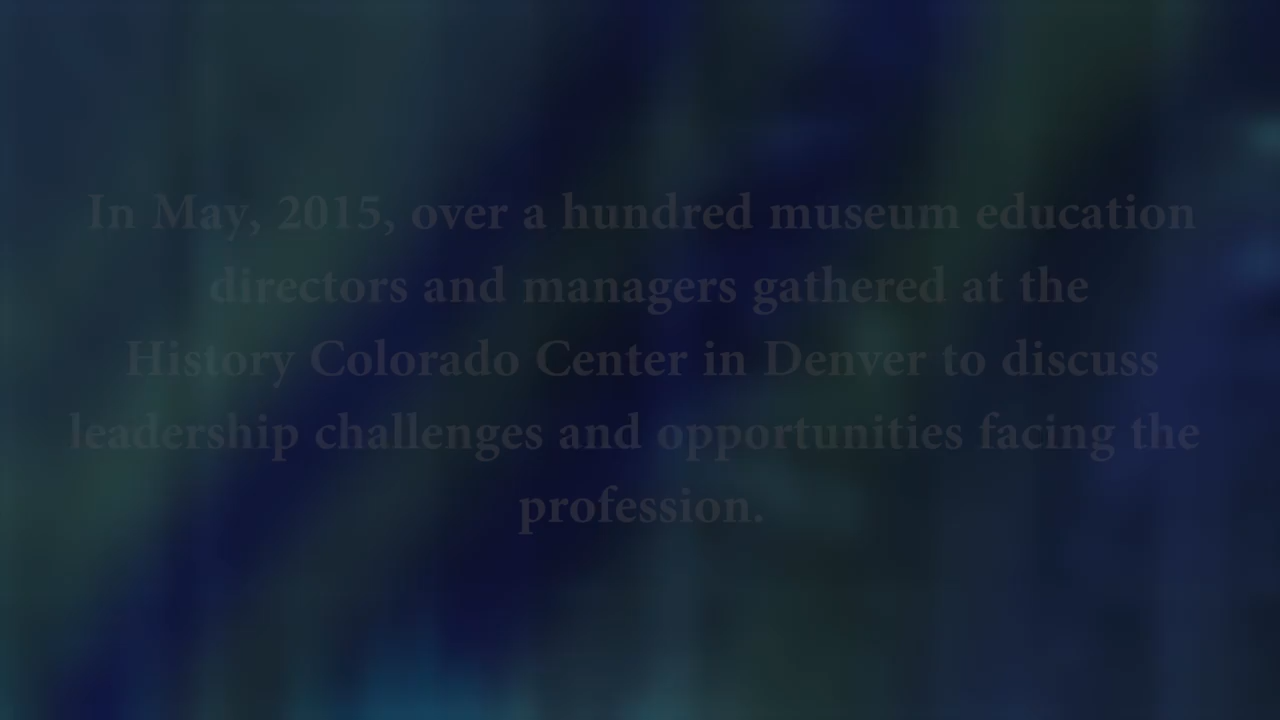 In May, 2015, over a hundred museum education
directors and managers gathered at the
History Colorado Center in Denver to discuss
leadership challenges and opportunities facing the
profession.